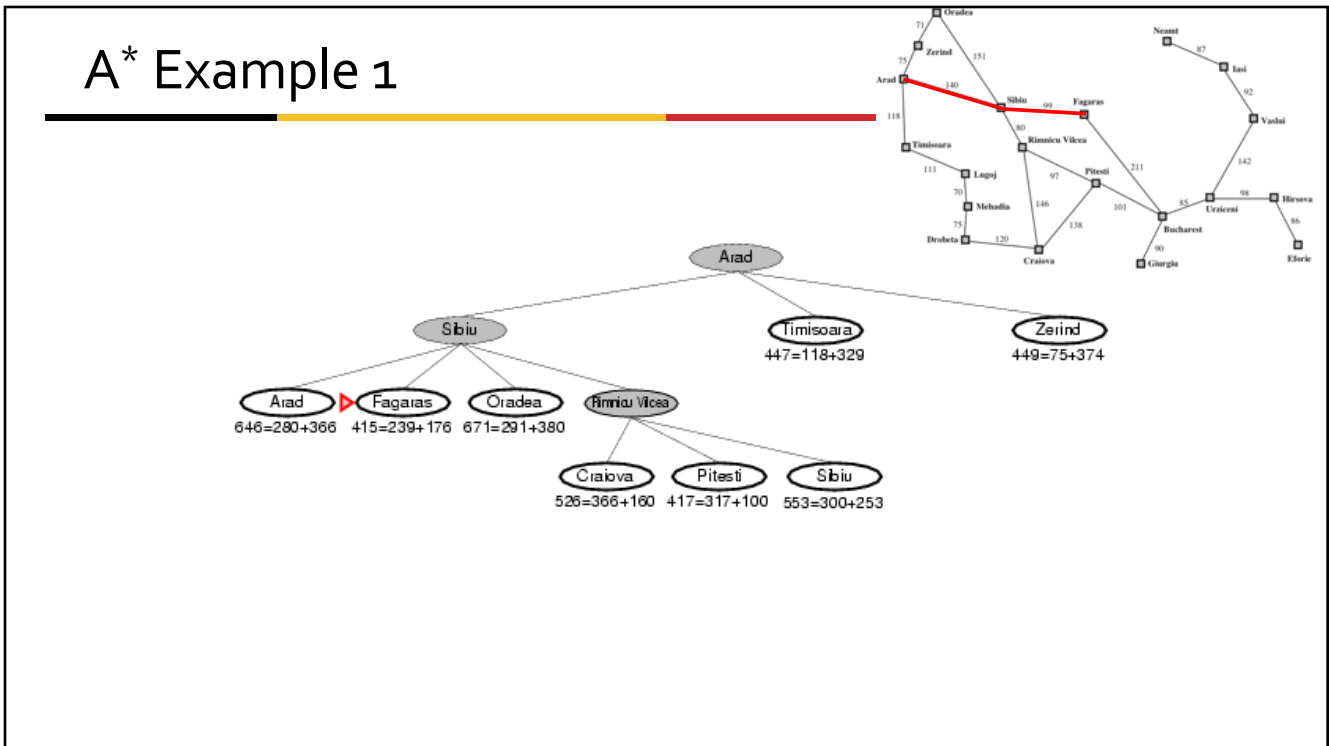 A* Example 1
Oradea
71
Neamt
Zerind
87
151
75
Iasi
Arad
140
92
Sibiu
99
Fagaras
118
Vaslui
80
Timisoara
Rimnicu Vilcea
142
111
Lugoj
97
Pitesti
211
70
98
Hirsova
85
Mehadia
146
101
Urziceni
75
138
86
Bucharest
120
Drobeta
90
Craiova
Eforie
Giurgiu
Arad
Sibiu
Timisoara
Zerind
447=118+329
449=75+374
Arad
Fagaras
Oradea
Rimnicu Vilcea
646=280+366
415=239+176
671=291+380
Craiova
Pitesti
Sibiu
526=366+160
417=317+100
553=300+253